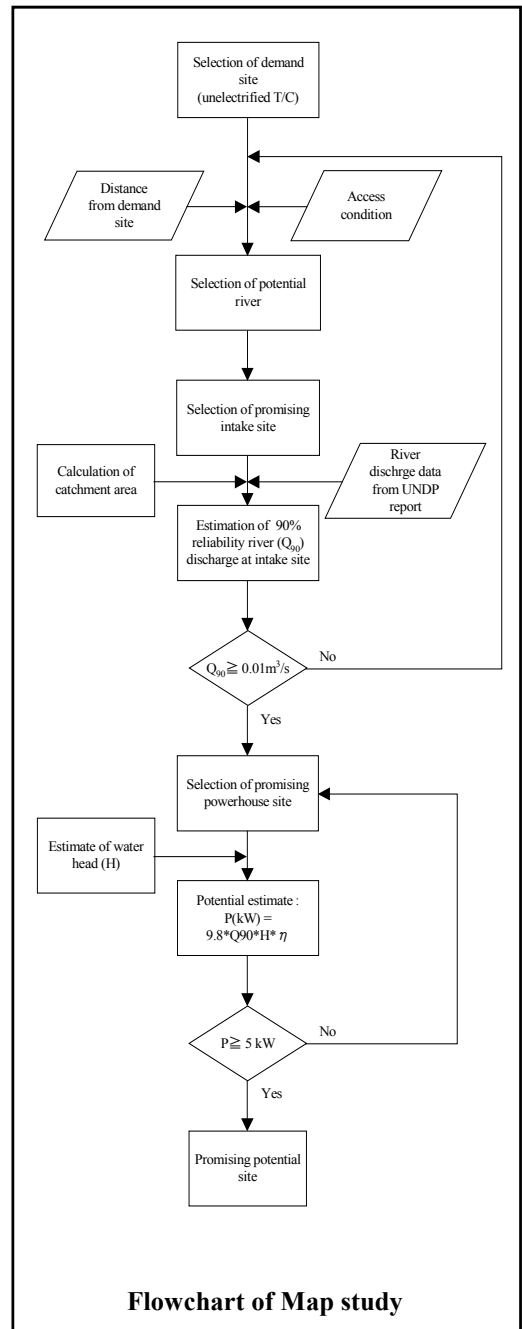 Selection of demand
site
(unelectrified T/C)
Distance
from demand
site
Access
condition
Selection of potential
river
Selection of promising
intake site
Calculation of
catchment area
River
dischrge data
from UNDP
report
Estimation of 90%
reliability river (Q₉₀)
discharge at intake site
Q₉₀≧ 0.01m³/s
No
Yes
Selection of promising
powerhouse site
Estimate of water
head (H)
Potential estimate :
P(kW) =
9.8*Q90*H* η
P≧ 5 kW
No
Yes
Promising potential
site
Flowchart of Map study